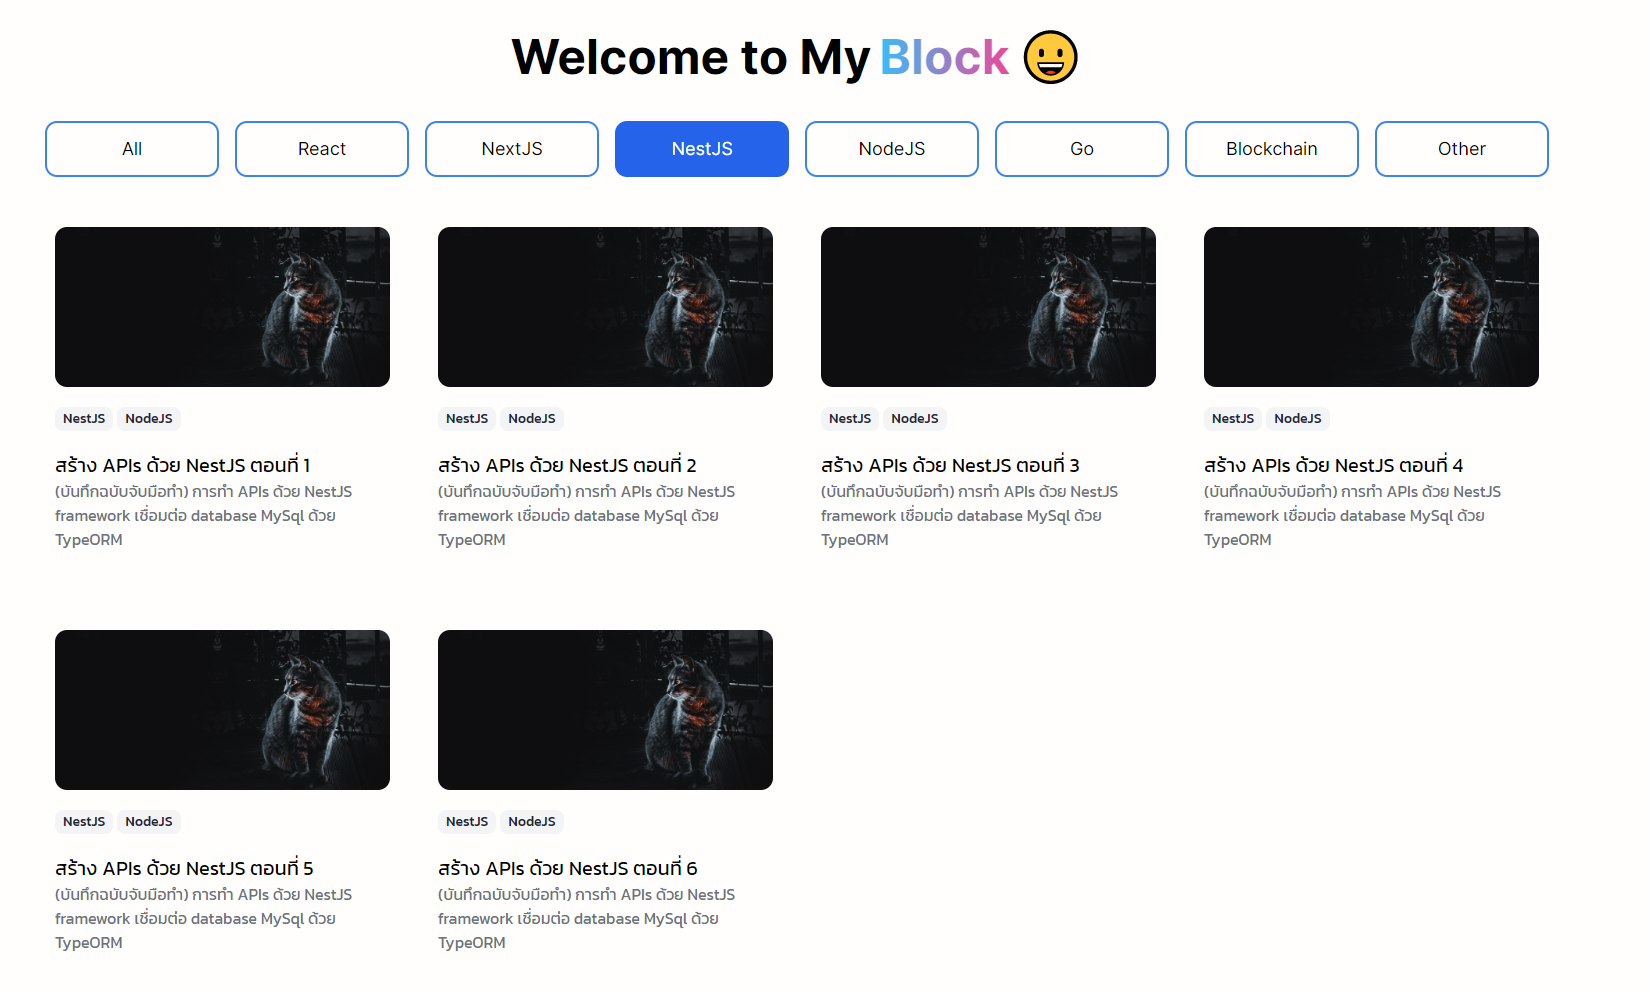 Welcome to My Block 😀
All React NextJS NestJS NodeJS Go Blockchain Other
NestJS NodeJS
สร้าง APIs ด้วย NestJS ตอนที่ 1
(บันทึกฉบับจับมือทำ) การทำ APIs ด้วย NestJS
framework เชื่อมต่อ database MySql ด้วย
TypeORM
NestJS NodeJS
สร้าง APIs ด้วย NestJS ตอนที่ 2
(บันทึกฉบับจับมือทำ) การทำ APIs ด้วย NestJS
framework เชื่อมต่อ database MySql ด้วย
TypeORM
NestJS NodeJS
สร้าง APIs ด้วย NestJS ตอนที่ 3
(บันทึกฉบับจับมือทำ) การทำ APIs ด้วย NestJS
framework เชื่อมต่อ database MySql ด้วย
TypeORM
NestJS NodeJS
สร้าง APIs ด้วย NestJS ตอนที่ 4
(บันทึกฉบับจับมือทำ) การทำ APIs ด้วย NestJS
framework เชื่อมต่อ database MySql ด้วย
TypeORM
NestJS NodeJS
สร้าง APIs ด้วย NestJS ตอนที่ 5
(บันทึกฉบับจับมือทำ) การทำ APIs ด้วย NestJS
framework เชื่อมต่อ database MySql ด้วย
TypeORM
NestJS NodeJS
สร้าง APIs ด้วย NestJS ตอนที่ 6
(บันทึกฉบับจับมือทำ) การทำ APIs ด้วย NestJS
framework เชื่อมต่อ database MySql ด้วย
TypeORM